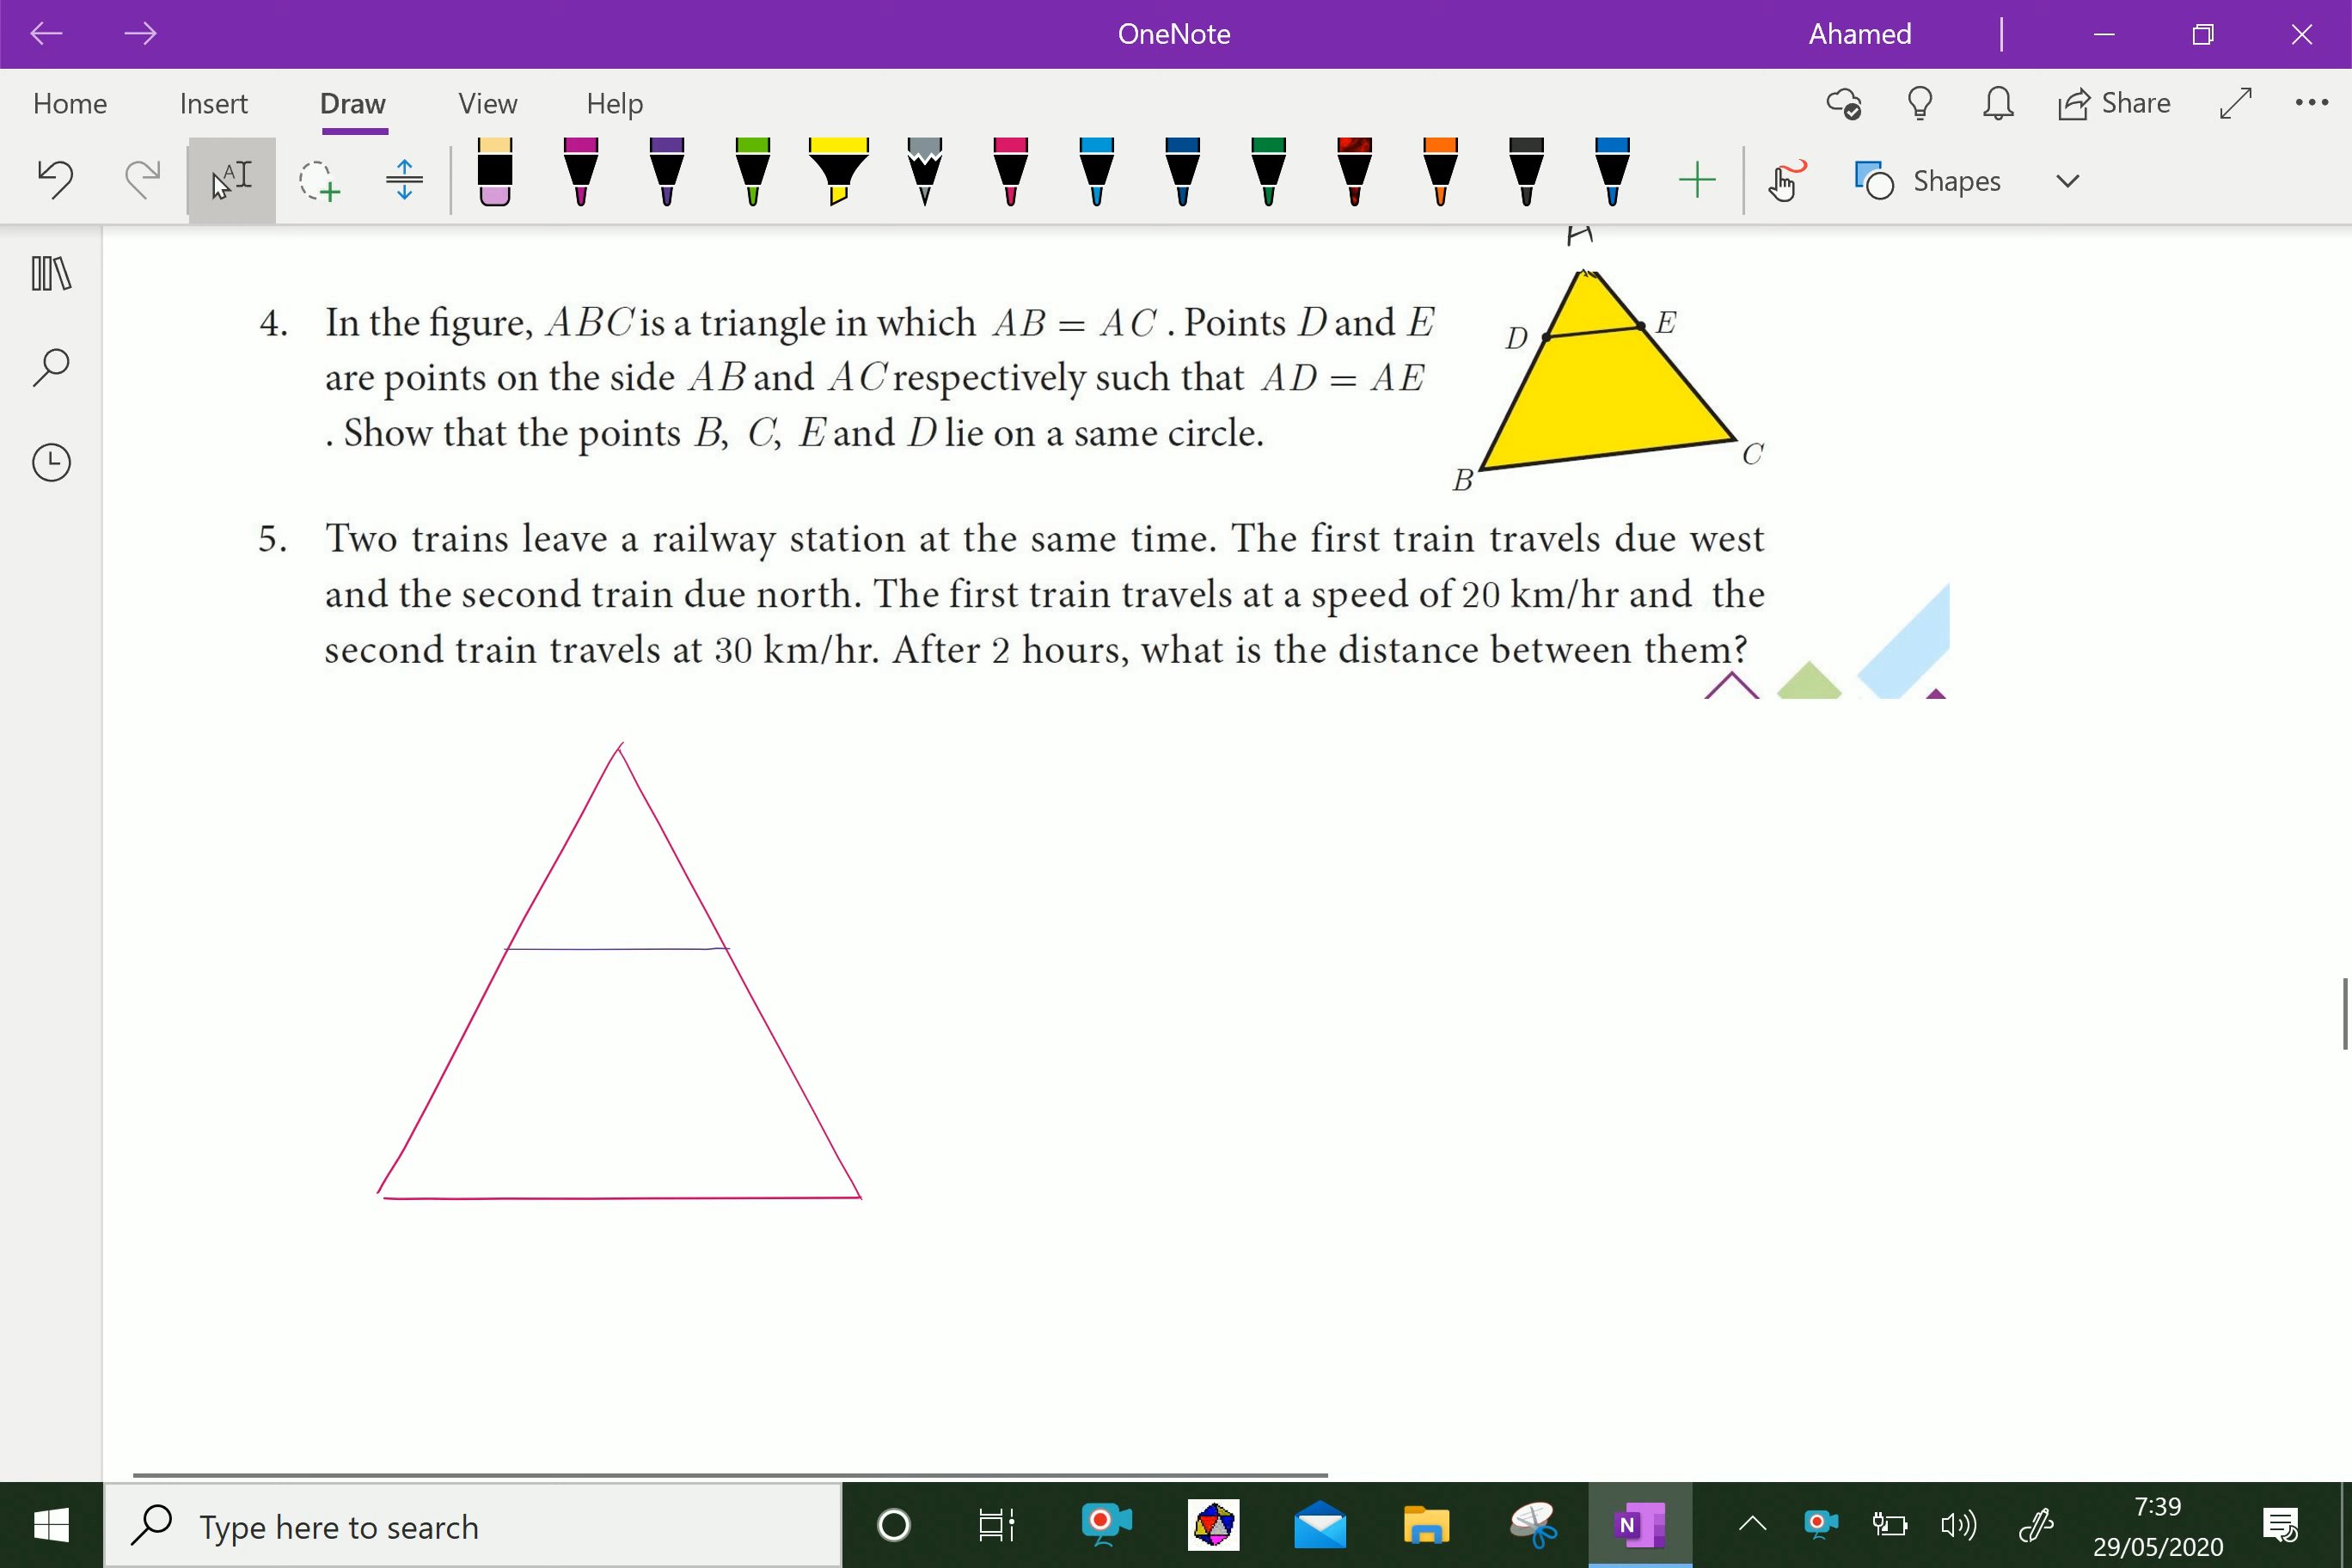 OneNote
Ahamed
Home Insert Draw View Help
Share
Shapes
A
4. In the figure, ABC is a triangle in which AB = AC . Points D and E
are points on the side AB and AC respectively such that AD = AE
. Show that the points B, C, E and D lie on a same circle.
D
E
B
C
5. Two trains leave a railway station at the same time. The first train travels due west
and the second train due north. The first train travels at a speed of 20 km/hr and the
second train travels at 30 km/hr. After 2 hours, what is the distance between them?
Type here to search
N
7:39
29/05/2020